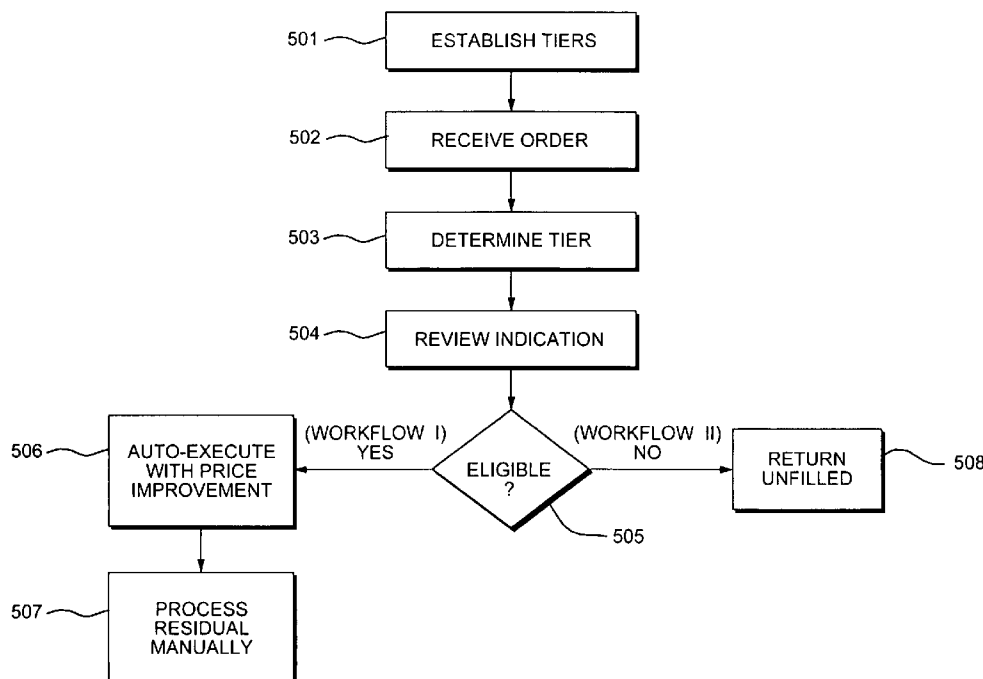 501
ESTABLISH TIERS
502
RECEIVE ORDER
503
DETERMINE TIER
504
REVIEW INDICATION
506
AUTO-EXECUTE
WITH PRICE
IMPROVEMENT
(WORKFLOW I)
YES
ELIGIBLE
?
505
(WORKFLOW II)
NO
RETURN
UNFILLED
508
507
PROCESS
RESIDUAL
MANUALLY